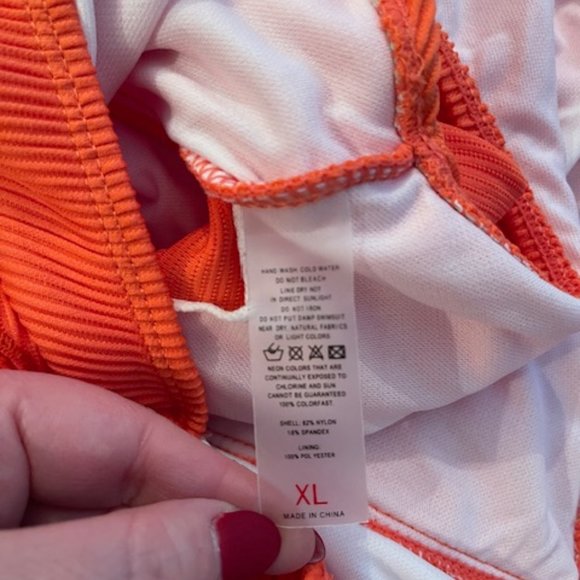 HAND WASH COLD WATER
DO NOT BLEACH
LINE DRY NOT
IN DIRECT SUNLIGHT.
DO NOT IRON
DO NOT PUT DAMP SWIMSUIT
NEAR DRY, NATURAL FABRICS
OR LIGHT COLORS
NEON COLORS THAT ARE
CONTINUALLY EXPOSED TO
CHLORINE AND SUN
CANNOT BE GUARANTEED
100% COLORFAST.
SHELL: 82% NYLON
18% SPANDEX
LINING:
100% POLYESTER
XL
MADE IN CHINA